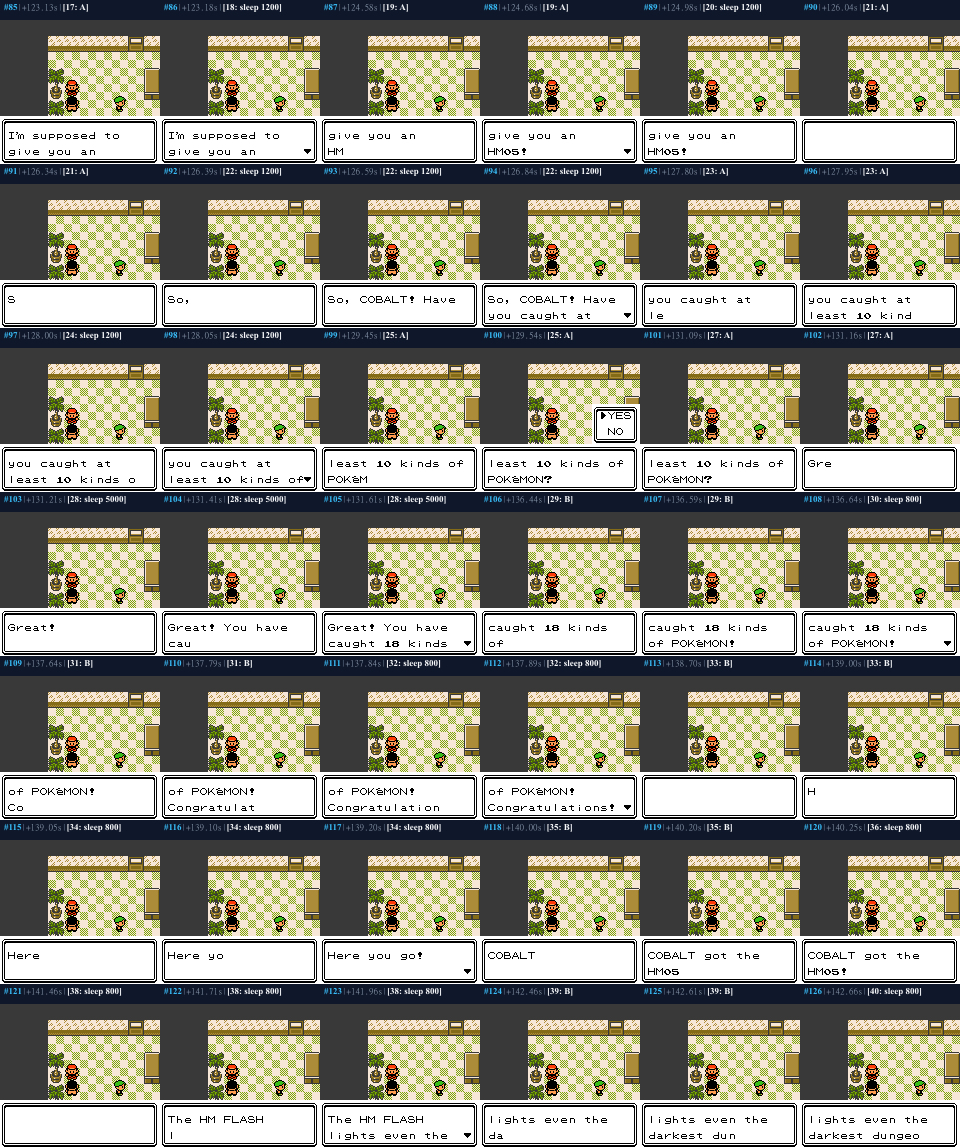 #85|+123.13s|[17: A]
#86|+123.18s|[18: sleep 1200]
#87|+124.58s|[19: A]
#88|+124.68s|[19: A]
#89|+124.98s|[20: sleep 1200]
#90|+126.04s|[21: A]
I'm supposed to
give you an
I'm supposed to
give you an
give you an
HM
give you an
HM05!
give you an
HM05!
#91|+126.34s|[21: A]
#92|+126.39s|[22: sleep 1200]
#93|+126.59s|[22: sleep 1200]
#94|+126.84s|[22: sleep 1200]
#95|+127.80s|[23: A]
#96|+127.95s|[23: A]
S
So,
So, COBALT! Have
So, COBALT! Have
you caught at
you caught at
le
you caught at
least 10 kind
#97|+128.00s|[24: sleep 1200]
#98|+128.05s|[24: sleep 1200]
#99|+129.45s|[25: A]
#100|+129.54s|[25: A]
#101|+131.09s|[27: A]
#102|+131.16s|[27: A]
you caught at
least 10 kinds o
you caught at
least 10 kinds of
least 10 kinds of
POKéM
YES
NO
least 10 kinds of
POKéMON?
least 10 kinds of
POKéMON?
Gre
#103|+131.21s|[28: sleep 5000]
#104|+131.41s|[28: sleep 5000]
#105|+131.61s|[28: sleep 5000]
#106|+136.44s|[29: B]
#107|+136.59s|[29: B]
#108|+136.64s|[30: sleep 800]
Great!
Great! You have
cau
Great! You have
caught 18 kinds
caught 18 kinds
of
caught 18 kinds
of POKéMON!
caught 18 kinds
of POKéMON!
#109|+137.64s|[31: B]
#110|+137.79s|[31: B]
#111|+137.84s|[32: sleep 800]
#112|+137.89s|[32: sleep 800]
#113|+138.70s|[33: B]
#114|+139.00s|[33: B]
of POKéMON!
Co
of POKéMON!
Congratulat
of POKéMON!
Congratulation
of POKéMON!
Congratulations!
H
#115|+139.05s|[34: sleep 800]
#116|+139.10s|[34: sleep 800]
#117|+139.20s|[34: sleep 800]
#118|+140.00s|[35: B]
#119|+140.20s|[35: B]
#120|+140.25s|[36: sleep 800]
Here
Here yo
Here you go!
COBALT
COBALT got the
HM05
COBALT got the
HM05!
#121|+141.46s|[38: sleep 800]
#122|+141.71s|[38: sleep 800]
#123|+141.96s|[38: sleep 800]
#124|+142.46s|[39: B]
#125|+142.61s|[39: B]
#126|+142.66s|[40: sleep 800]
The HM FLASH
l
The HM FLASH
lights even the
lights even the
da
lights even the
darkest dun
lights even the
darkest dungeo